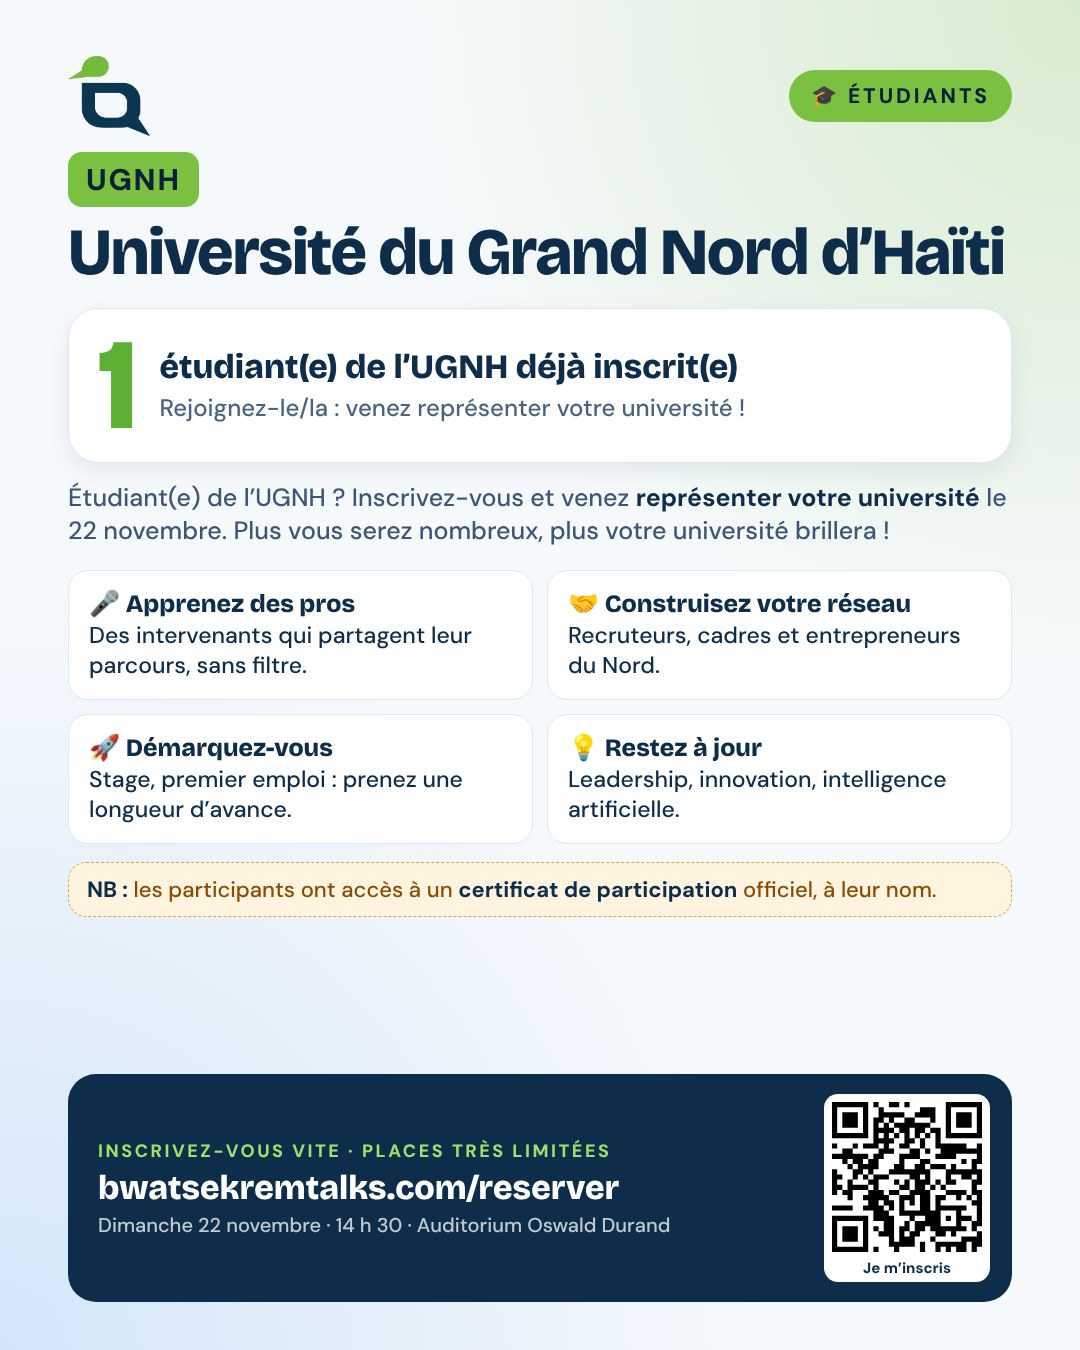 🎓 ÉTUDIANTS
UGNH
Université du Grand Nord d’Haïti
1
étudiant(e) de l’UGNH déjà inscrit(e)
Rejoignez-le/la : venez représenter votre université !
Étudiant(e) de l’UGNH ? Inscrivez-vous et venez représenter votre université le
22 novembre. Plus vous serez nombreux, plus votre université brillera !
🎤 Apprenez des pros
Des intervenants qui partagent leur
parcours, sans filtre.
🤝 Construisez votre réseau
Recruteurs, cadres et entrepreneurs
du Nord.
🚀 Démarquez-vous
Stage, premier emploi : prenez une
longueur d’avance.
💡 Restez à jour
Leadership, innovation, intelligence
artificielle.
NB : les participants ont accès à un certificat de participation officiel, à leur nom.
INSCRIVEZ-VOUS VITE · PLACES TRÈS LIMITÉES
bwatsekremtalks.com/reserver
Dimanche 22 novembre · 14 h 30 · Auditorium Oswald Durand
Je m’inscris